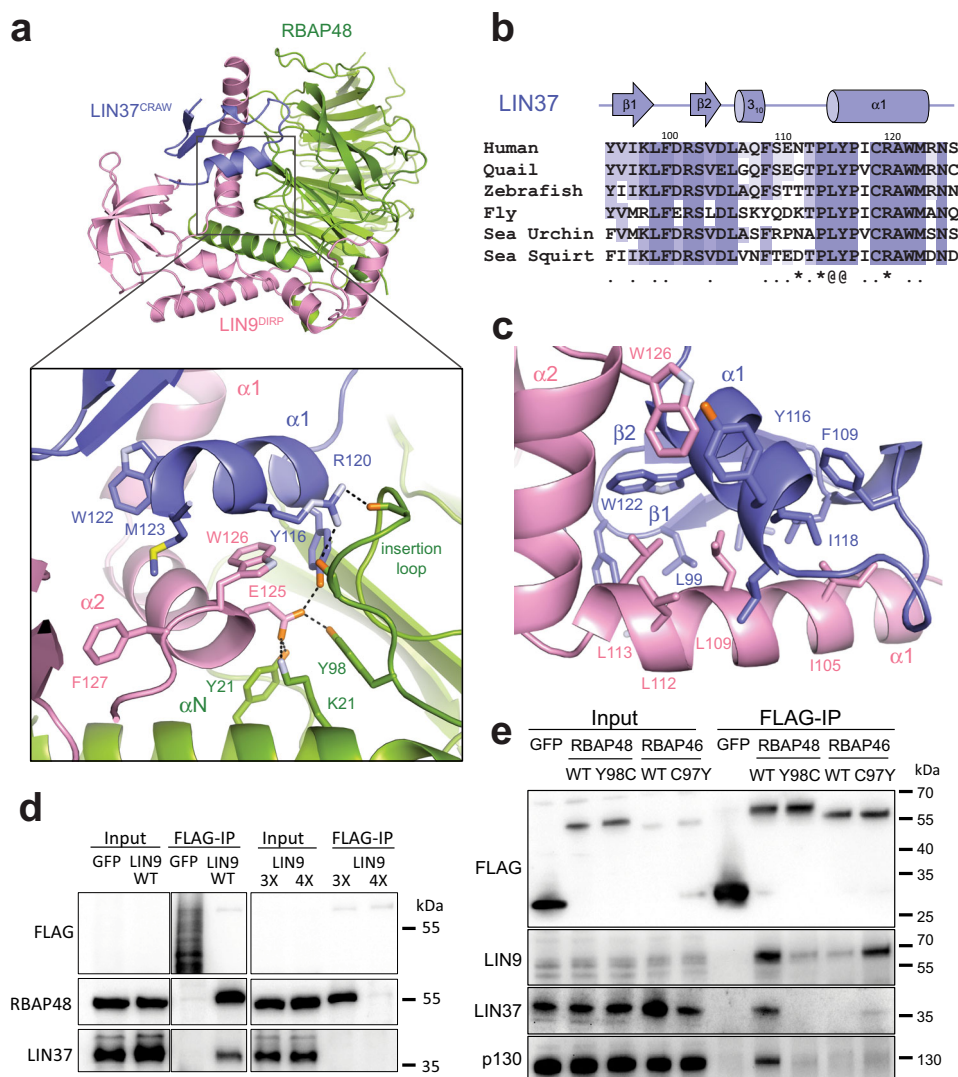 a
RBAP48
LIN37CRAW
LIN9DIRP
α1
α1
R120
W122
M123
W126
Y116
insertion
loop
E125
α2
F127
Y21
αN
Y98
K21
b
LIN37
β1 β2 3₁₀ α1
100 110 120
Human YVIKLFDRSVDLAQFSENTPLYPICRAWMRNS
Quail YVIKLFDRSVELGQFSEGTPLYPVCRAWMRNC
Zebrafish YIIKLFDRSVDLAQFSTTTPLYPICRAWMRNS
Fly YVMRLFERSLDLSKYQDKTPLYPICRAWMANQ
Sea Urchin FVMKLFDRSVDLASFRPNAPLYPVCRAWMSNS
Sea Squirt FIIKLFDRSVDLVNFTEDTPLYPICRAWMDND
. .. . ...*.*@@ * ..
c
W126
α2
α1
Y116
β2
F109
W122
β1
I118
L99
L113
L109
I105
L112
α1
d
Input FLAG-IP Input FLAG-IP
GFP LIN9 WT GFP LIN9 WT LIN9 3X 4X LIN9 3X 4X
kDa
FLAG 55
RBAP48 55
LIN37 35
e
Input FLAG-IP
GFP RBAP48 RBAP46 GFP RBAP48 RBAP46
WT Y98C WT C97Y WT Y98C WT C97Y kDa
70
55
40
FLAG
35
25
70
LIN9
55
LIN37 35
p130 130